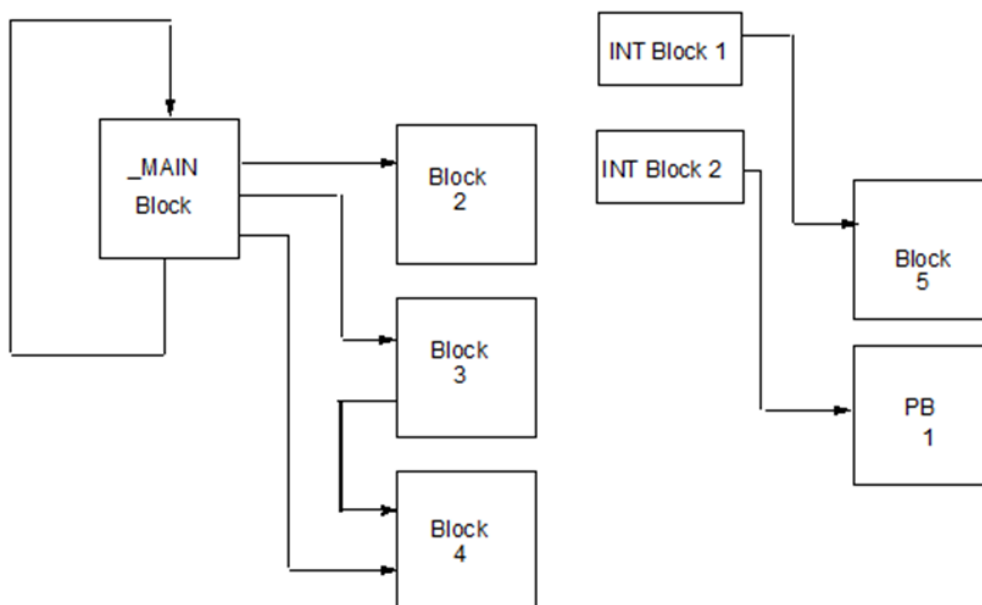 _MAIN
Block
Block
2
Block
3
Block
4
INT Block 1
INT Block 2
Block
5
PB
1